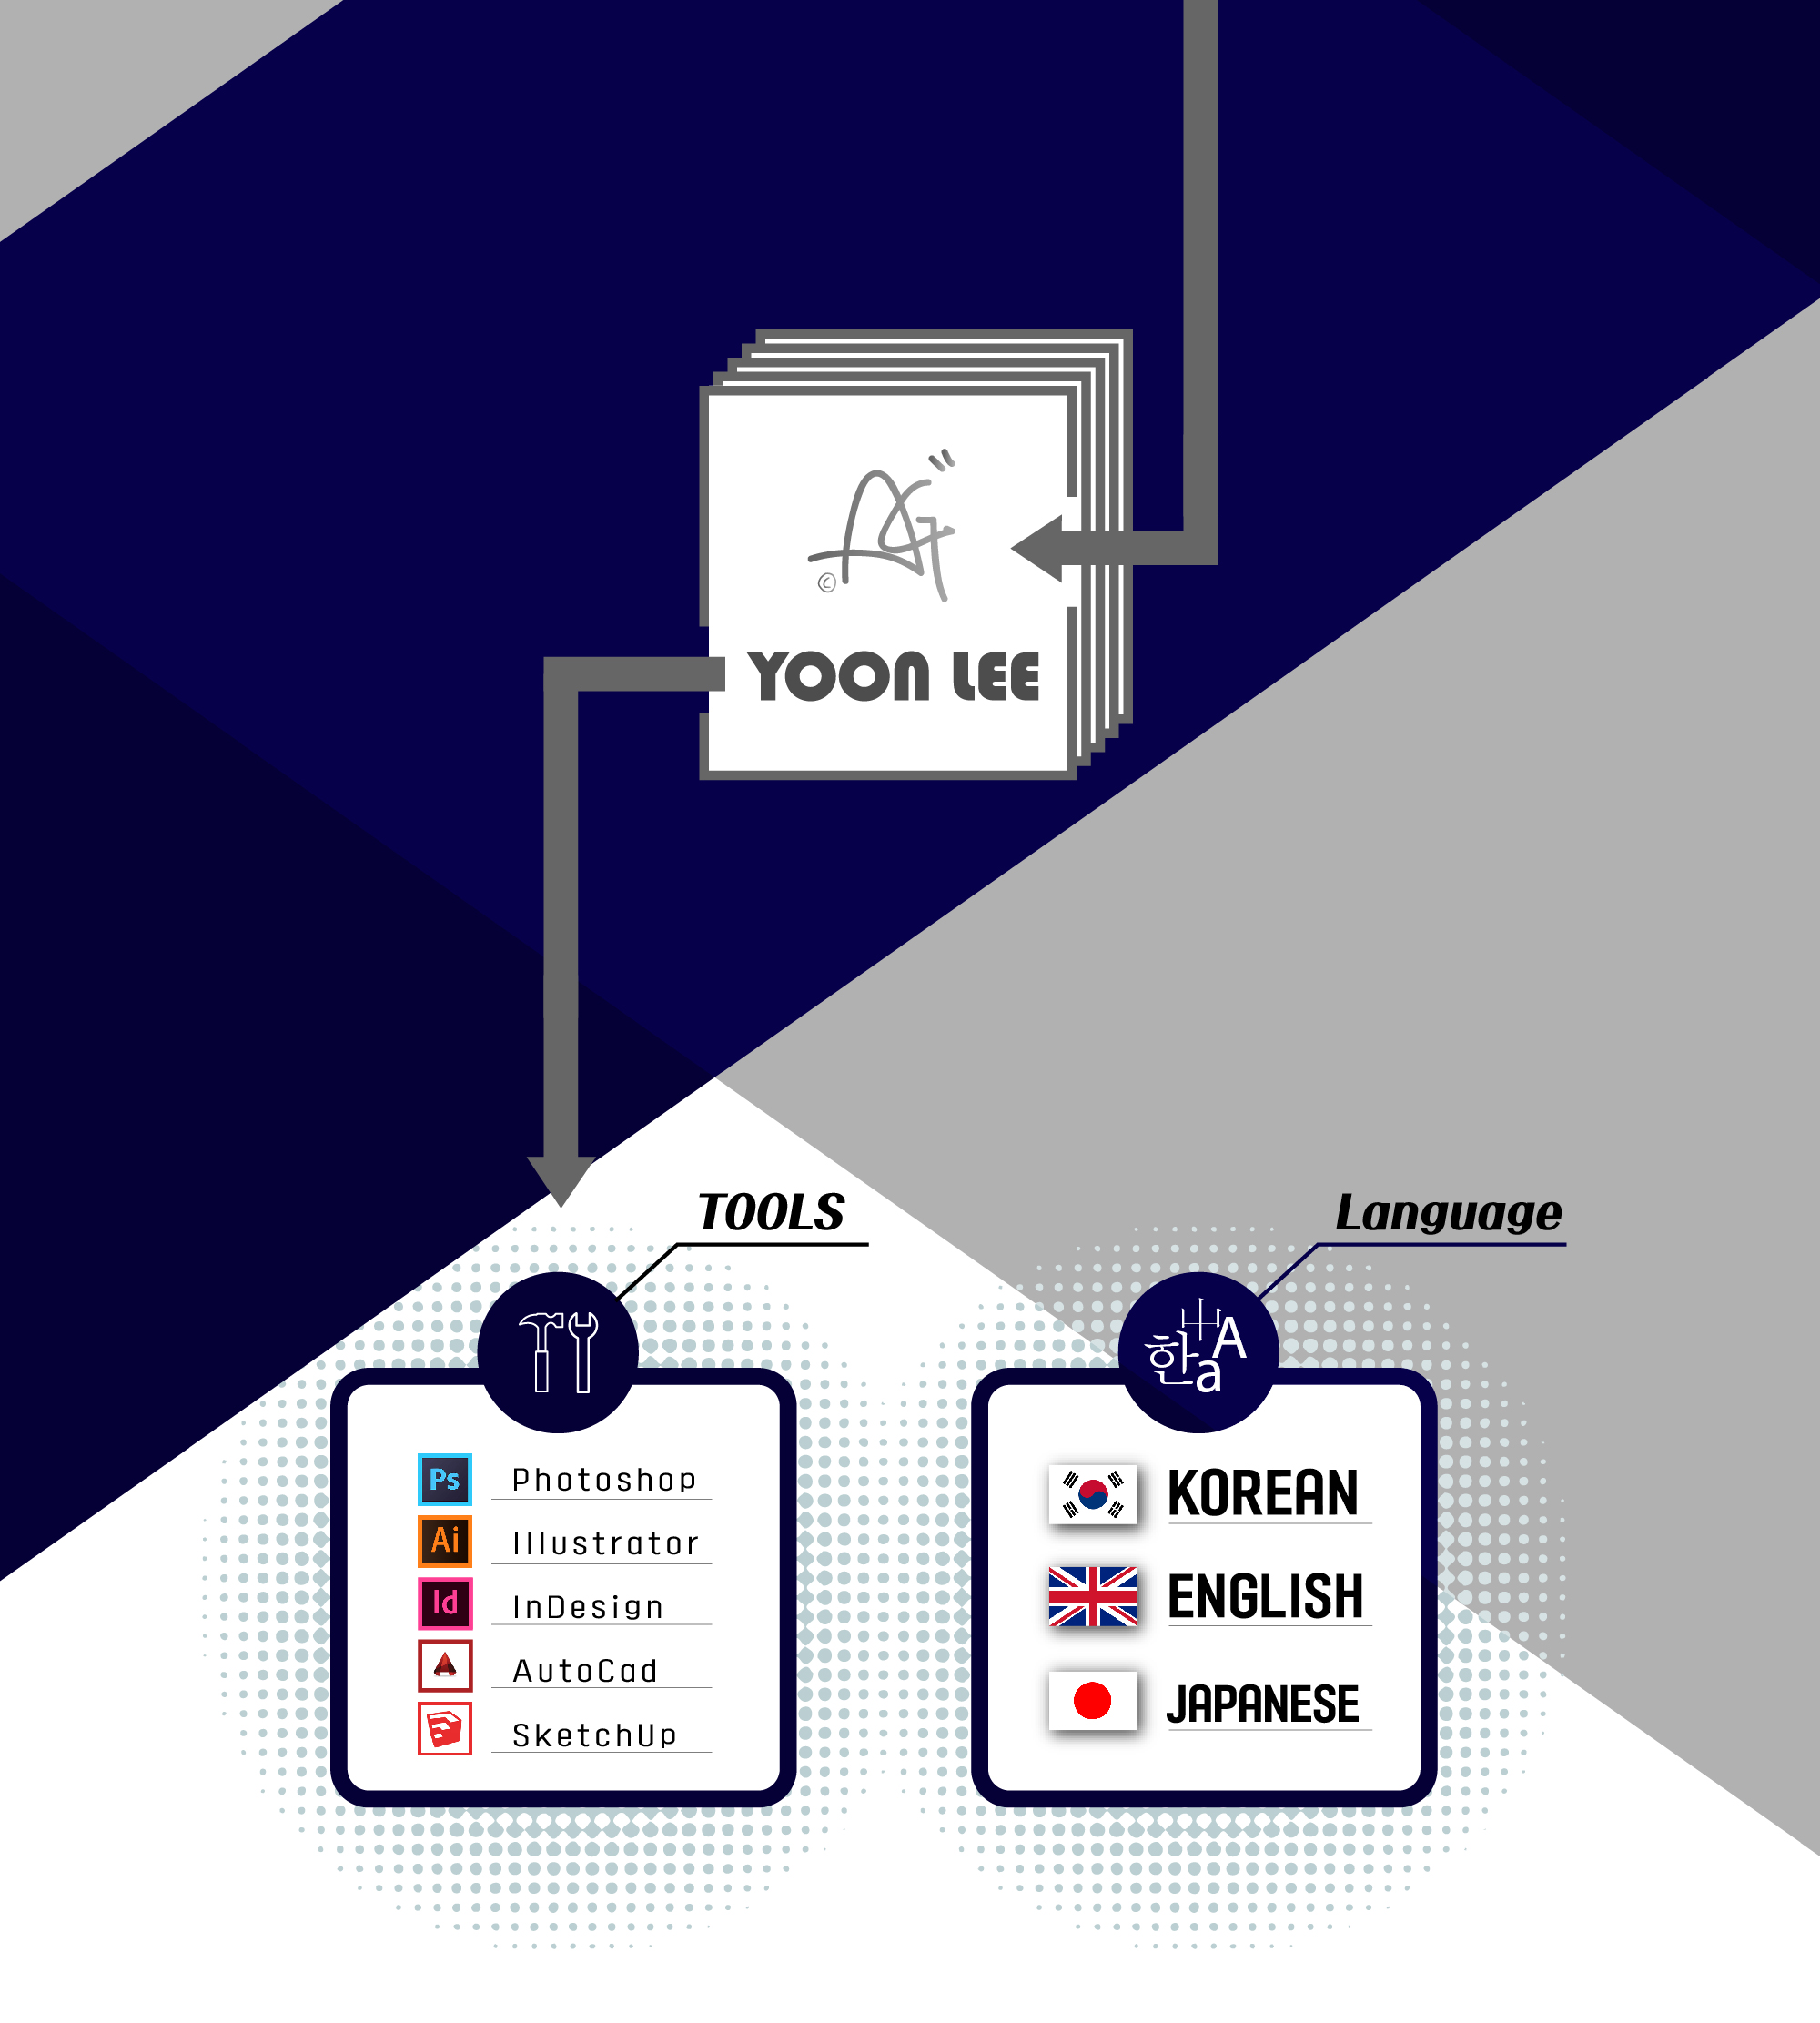 ©
YOON LEE
TOOLS
Language
中
한
A
a
Ps Photoshop
Ai Illustrator
Id InDesign
AutoCad
SketchUp
KOREAN
ENGLISH
JAPANESE